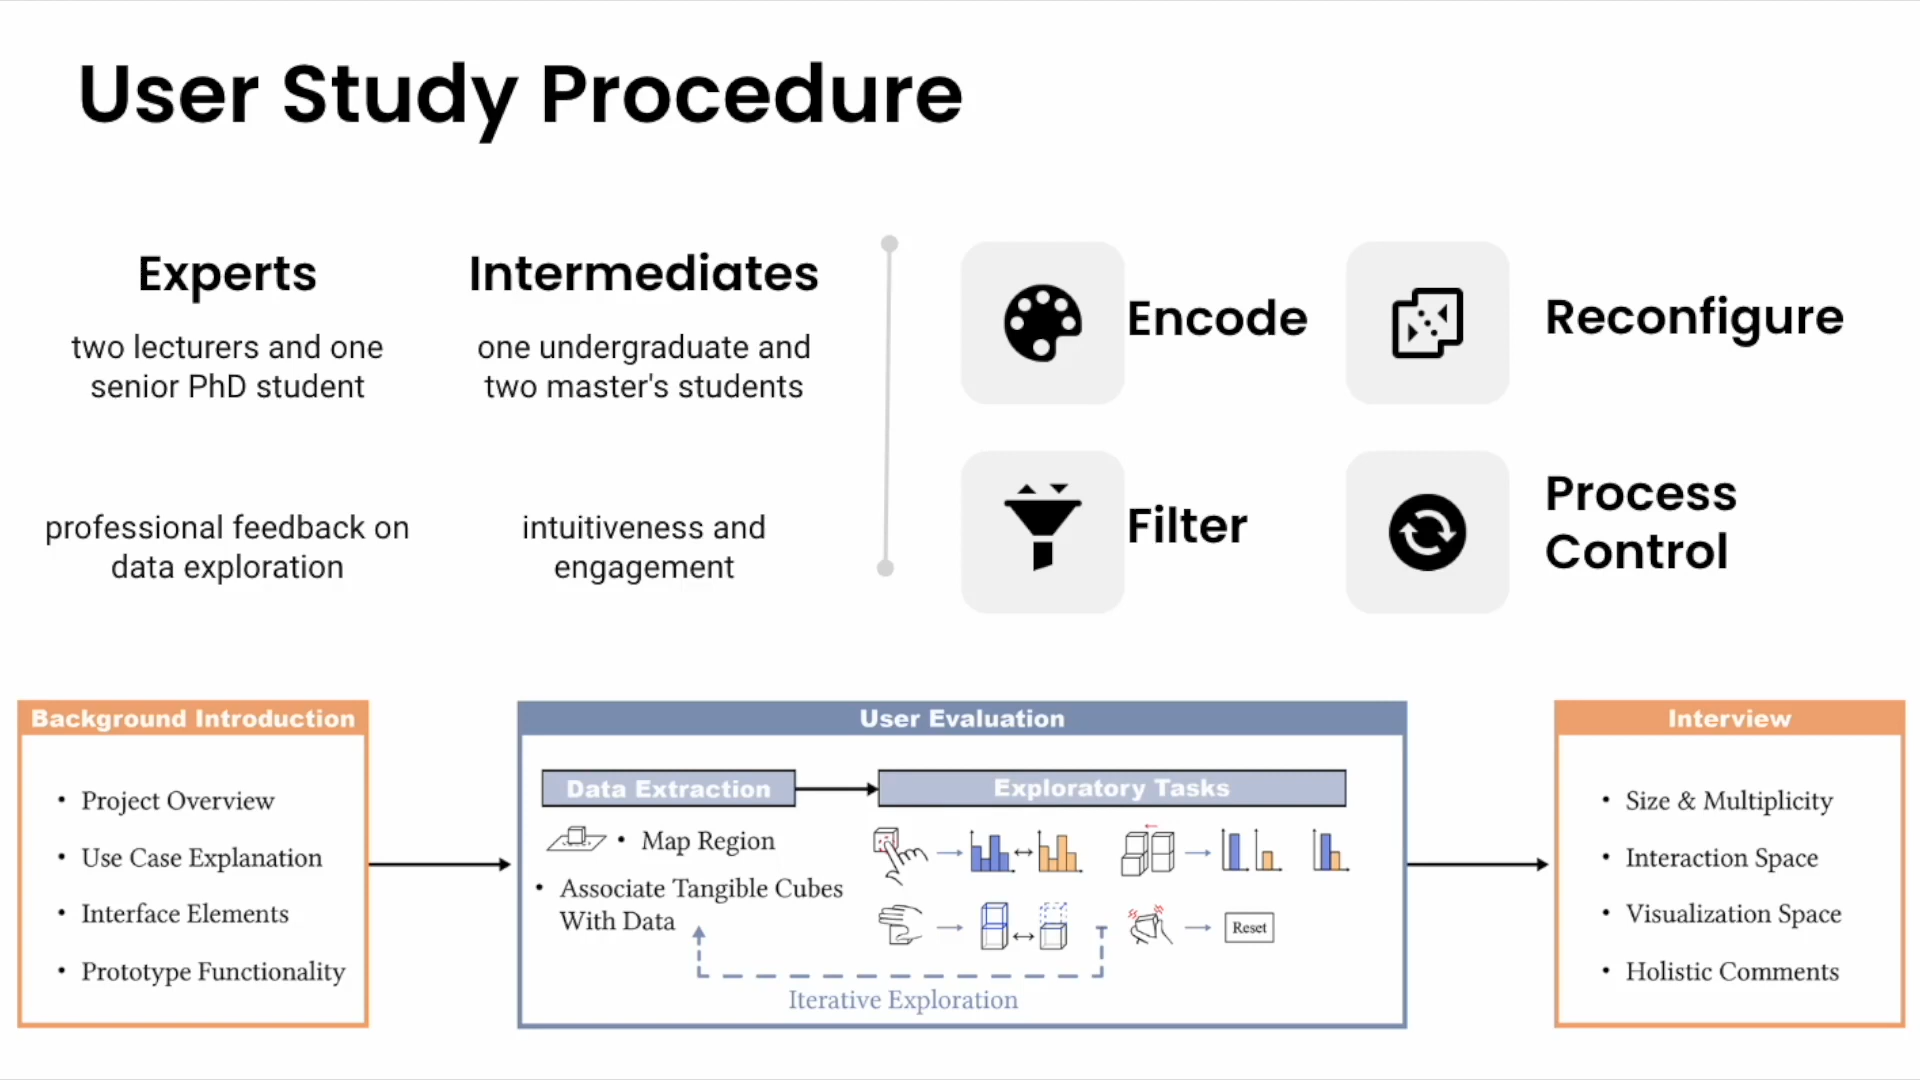 User Study Procedure
Experts
two lecturers and one
senior PhD student
professional feedback on
data exploration
Intermediates
one undergraduate and
two master's students
intuitiveness and
engagement
Encode
Reconfigure
Filter
Process
Control
Background Introduction
• Project Overview
• Use Case Explanation
• Interface Elements
• Prototype Functionality
User Evaluation
Data Extraction
• Map Region
• Associate Tangible Cubes
With Data
Exploratory Tasks
Reset
Iterative Exploration
Interview
• Size & Multiplicity
• Interaction Space
• Visualization Space
• Holistic Comments